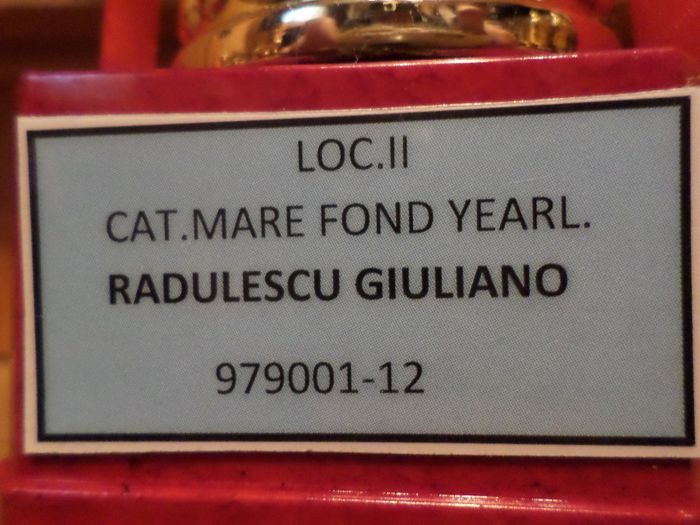 LOC.II
CAT.MARE FOND YEARL.
RADULESCU GIULIANO
979001-12